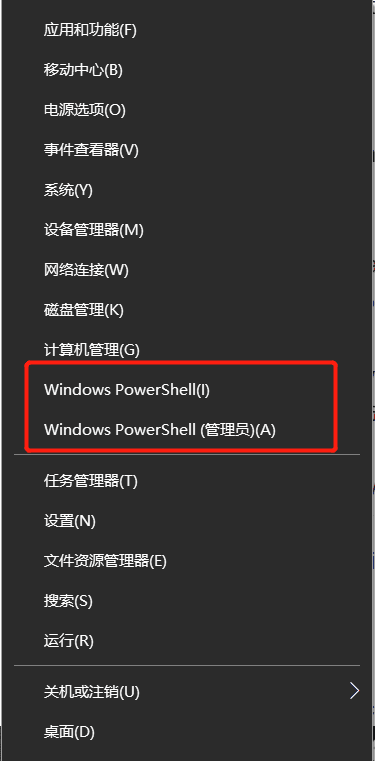 应用和功能(F)
移动中心(B)
电源选项(O)
事件查看器(V)
系统(Y)
设备管理器(M)
网络连接(W)
磁盘管理(K)
计算机管理(G)
Windows PowerShell(I)
Windows PowerShell (管理员)(A)
任务管理器(T)
设置(N)
文件资源管理器(E)
搜索(S)
运行(R)
关机或注销(U)
桌面(D)